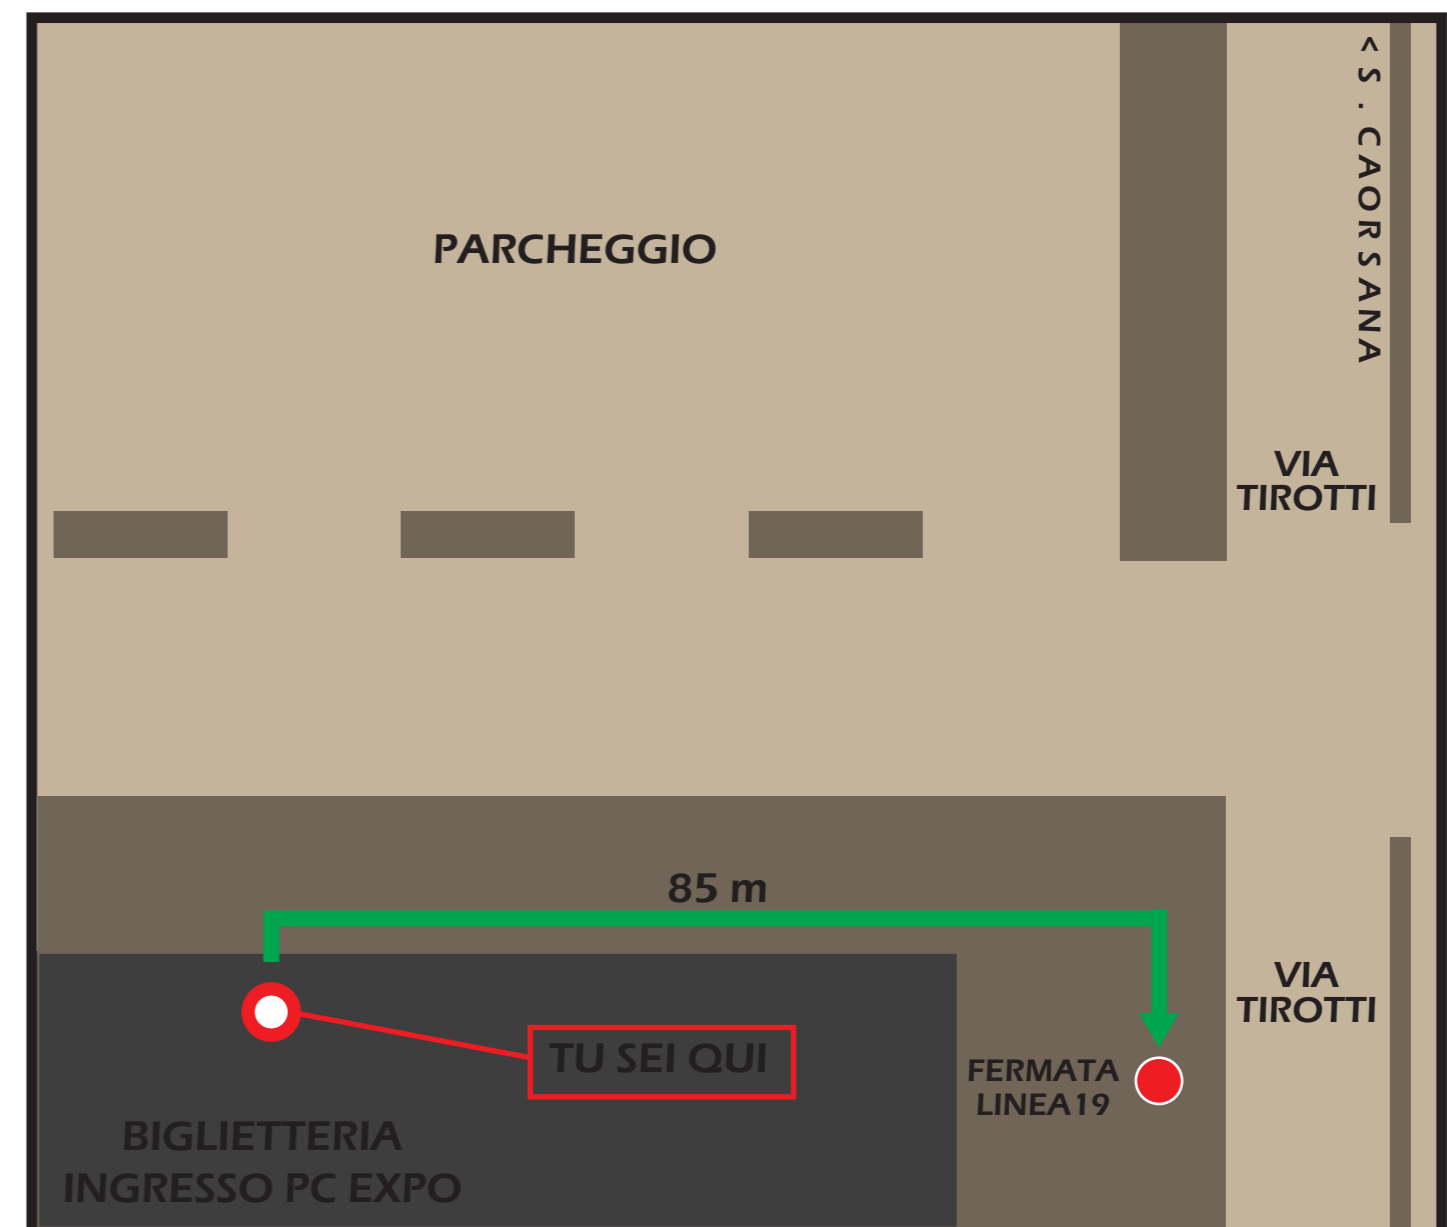 < S . CAORSANA
PARCHEGGIO
VIA
TIROTTI
85 m
VIA
TIROTTI
TU SEI QUI
FERMATA
LINEA19
BIGLIETTERIA
INGRESSO PC EXPO